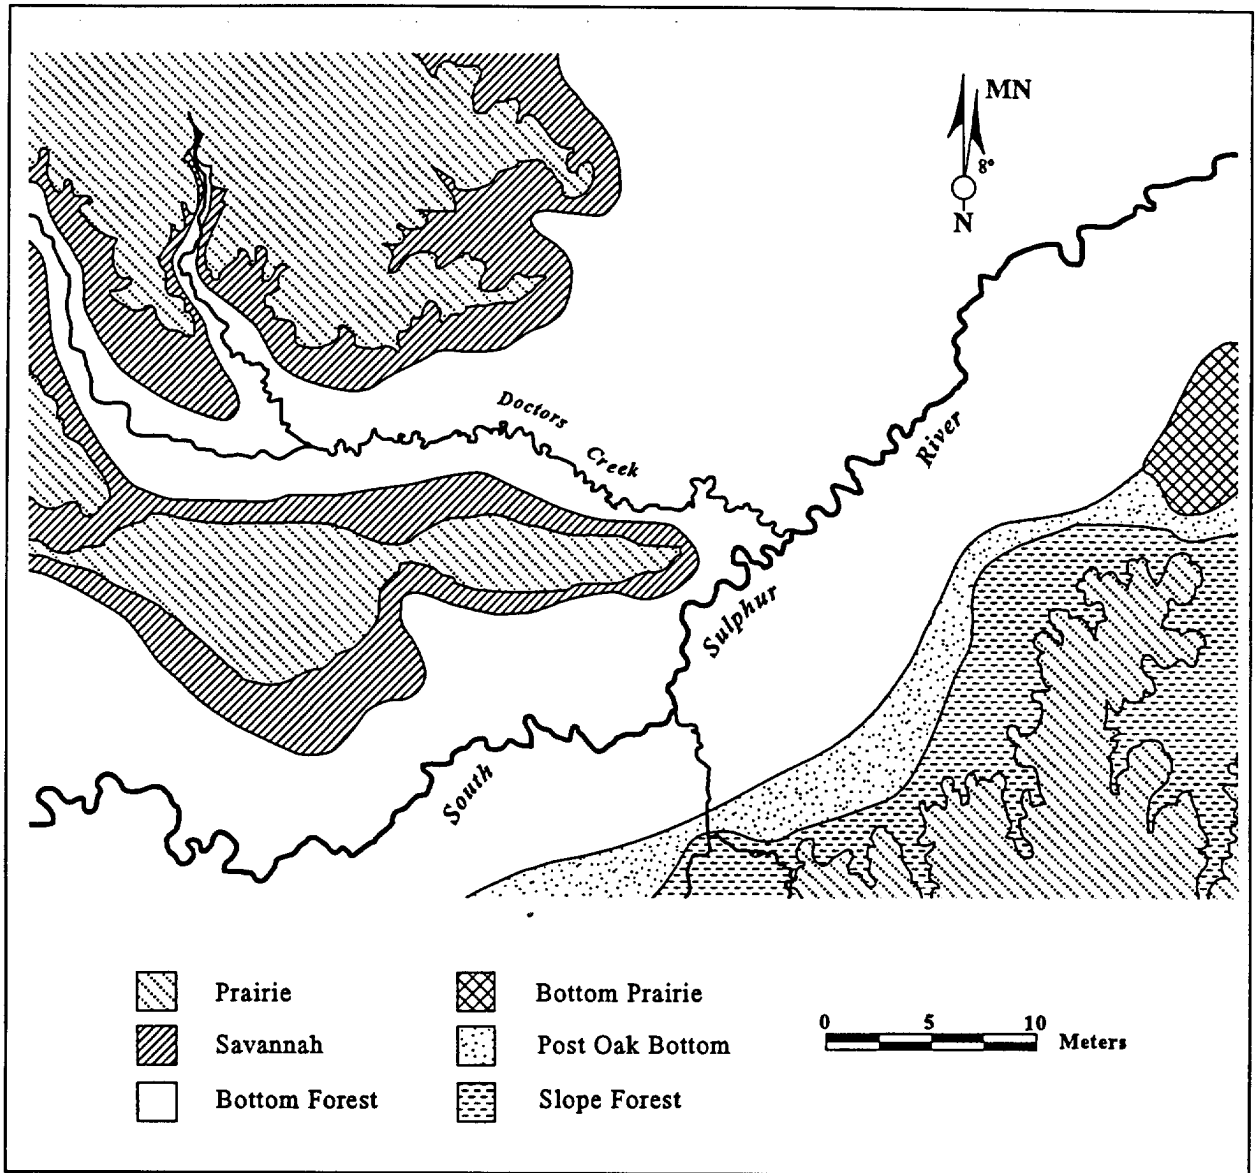 MN
8°
N
Doctors
Creek
River
Sulphur
South
Prairie
Savannah
Bottom Forest
Bottom Prairie
Post Oak Bottom
Slope Forest
0 5 10
Meters